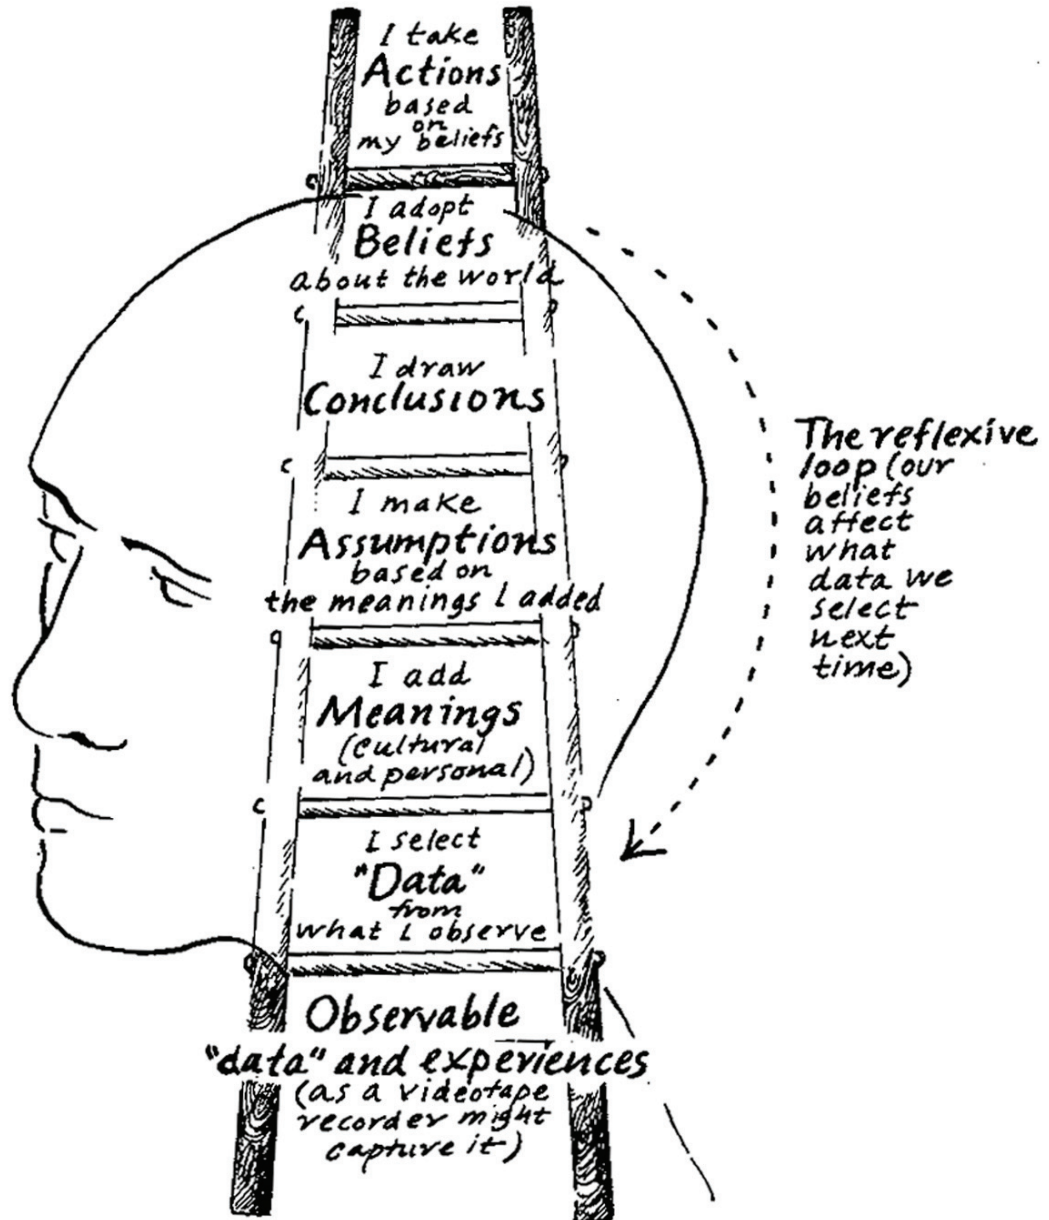 I take
Actions
based
on
my beliefs
I adopt
Beliefs
about the world
I draw
Conclusions
I make
Assumptions
based on
the meanings I added
I add
Meanings
(cultural
and personal)
I select
"Data"
from
what I observe
Observable
"data" and experiences
(as a videotape
recorder might
capture it)
The reflexive
loop (our
beliefs
affect
what
data we
select
next
time)